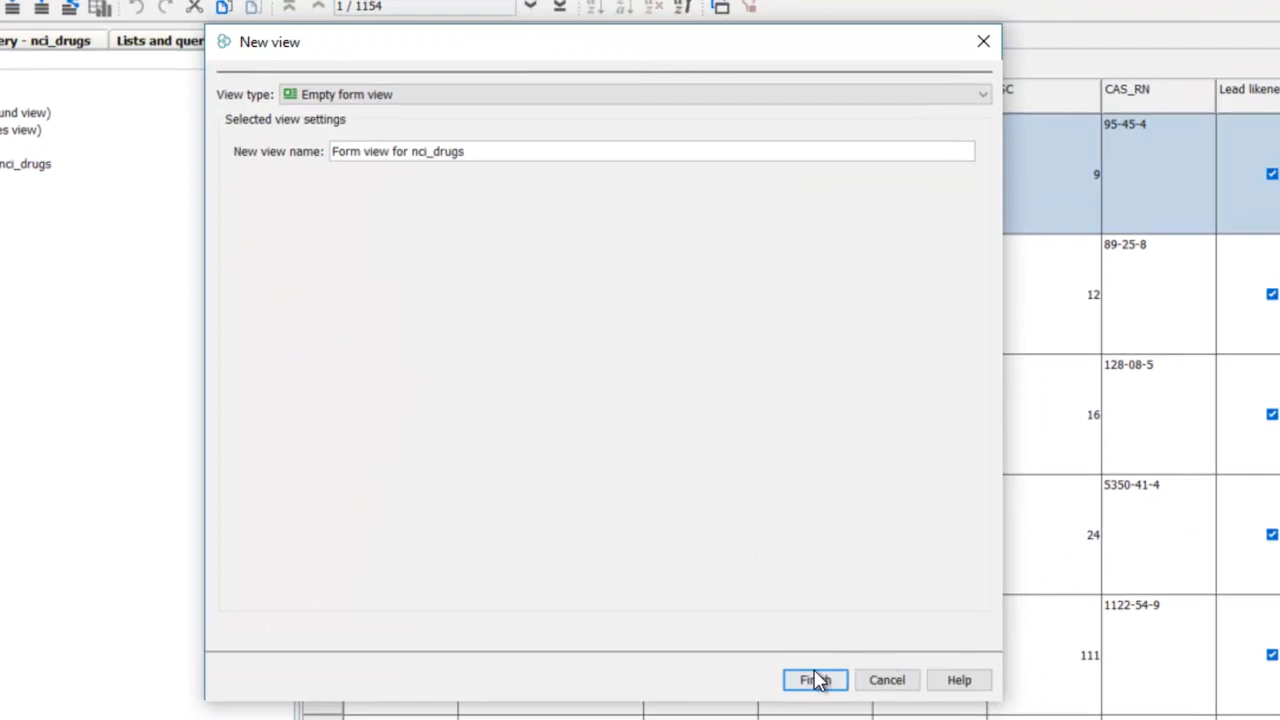 1 / 1154
ery - nci_drugs
Lists and quer
New view
View type: Empty form view
Selected view settings
New view name: Form view for nci_drugs
und view)
es view)
nci_drugs
SC
CAS_RN
Lead likene
95-45-4
9
89-25-8
12
128-08-5
16
5350-41-4
24
1122-54-9
111
Cancel
Help